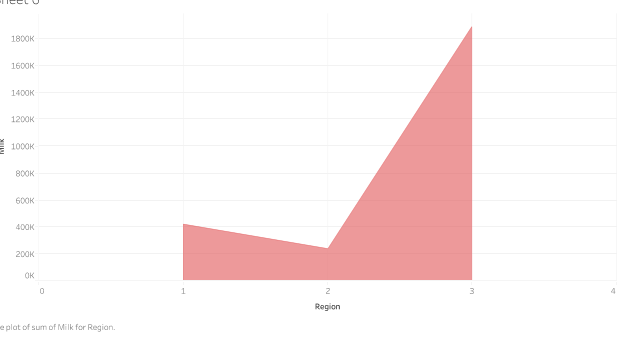 Sheet 6
1800K
1600K
1400K
1200K
1000K
800K
600K
400K
200K
0K
Milk
0 1 2 3 4
Region
plot of sum of Milk for Region.